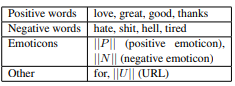 Positive words love, great, good, thanks
Negative words hate, shit, hell, tired
Emoticons ||P|| (positive emoticon),
||N|| (negative emoticon)
Other for, ||U|| (URL)